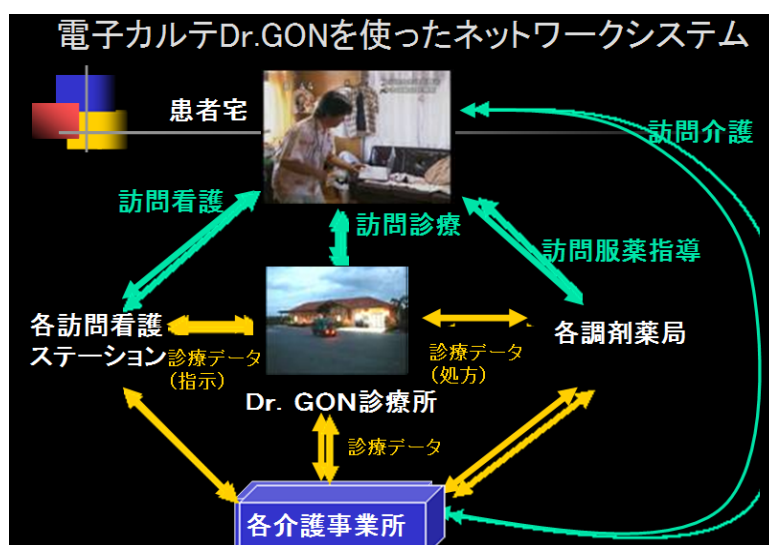 電子カルテDr.GONを使ったネットワークシステム
患者宅
訪問介護
訪問看護
訪問診療
訪問服薬指導
各訪問看護
ステーション
診療データ
(指示)
診療データ
(処方)
各調剤薬局
Dr. GON診療所
診療データ
各介護事業所